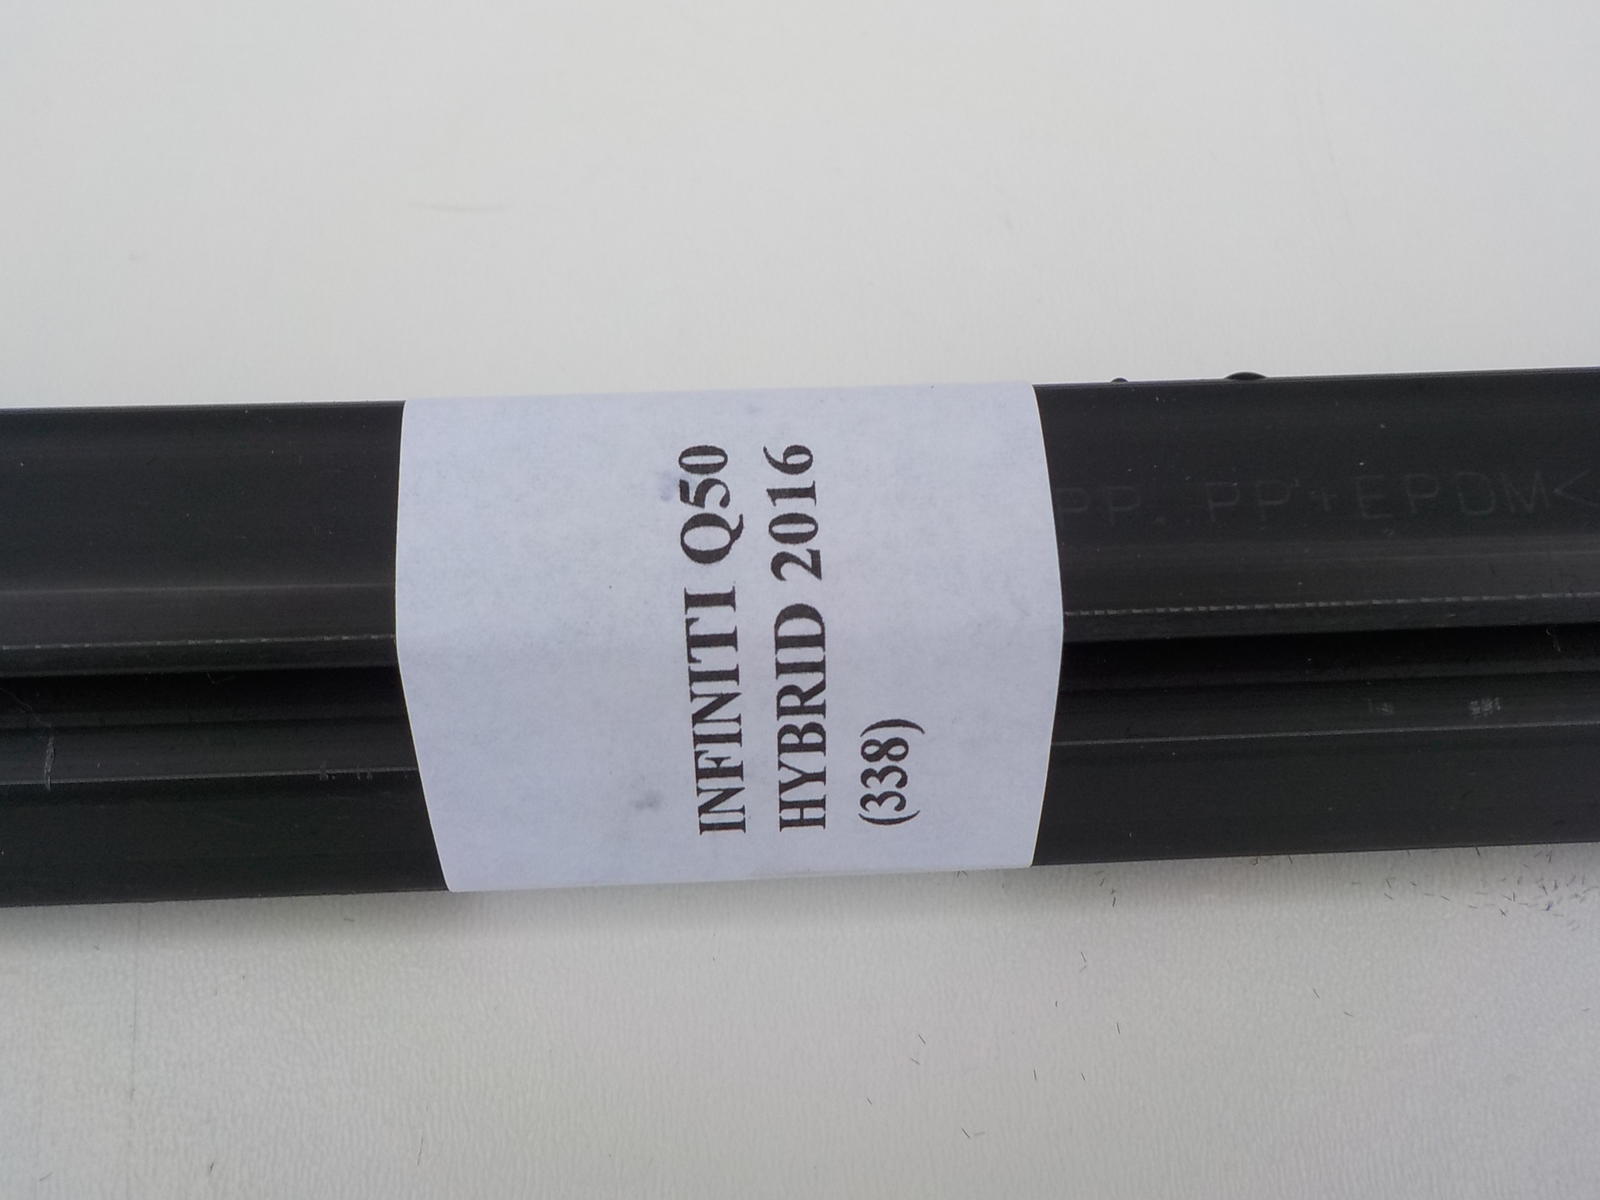 INFINITI Q50
HYBRID 2016
(338)
PP. PP+EPDM<